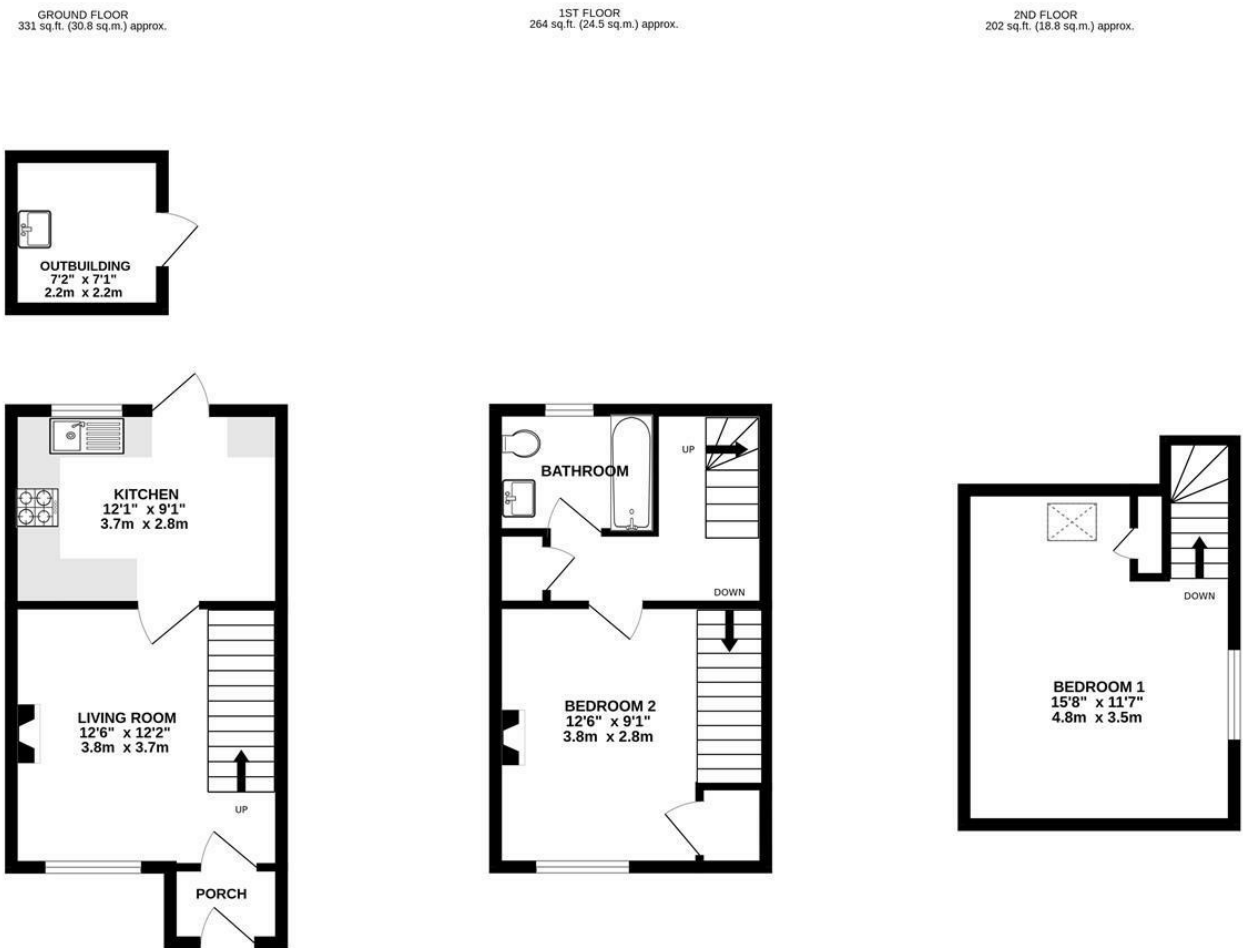 GROUND FLOOR
331 sq.ft. (30.8 sq.m.) approx.
1ST FLOOR
264 sq.ft. (24.5 sq.m.) approx.
2ND FLOOR
202 sq.ft. (18.8 sq.m.) approx.
OUTBUILDING
7'2" x 7'1"
2.2m x 2.2m
KITCHEN
12'1" x 9'1"
3.7m x 2.8m
LIVING ROOM
12'6" x 12'2"
3.8m x 3.7m
UP
PORCH
BATHROOM
UP
DOWN
BEDROOM 2
12'6" x 9'1"
3.8m x 2.8m
DOWN
BEDROOM 1
15'8" x 11'7"
4.8m x 3.5m